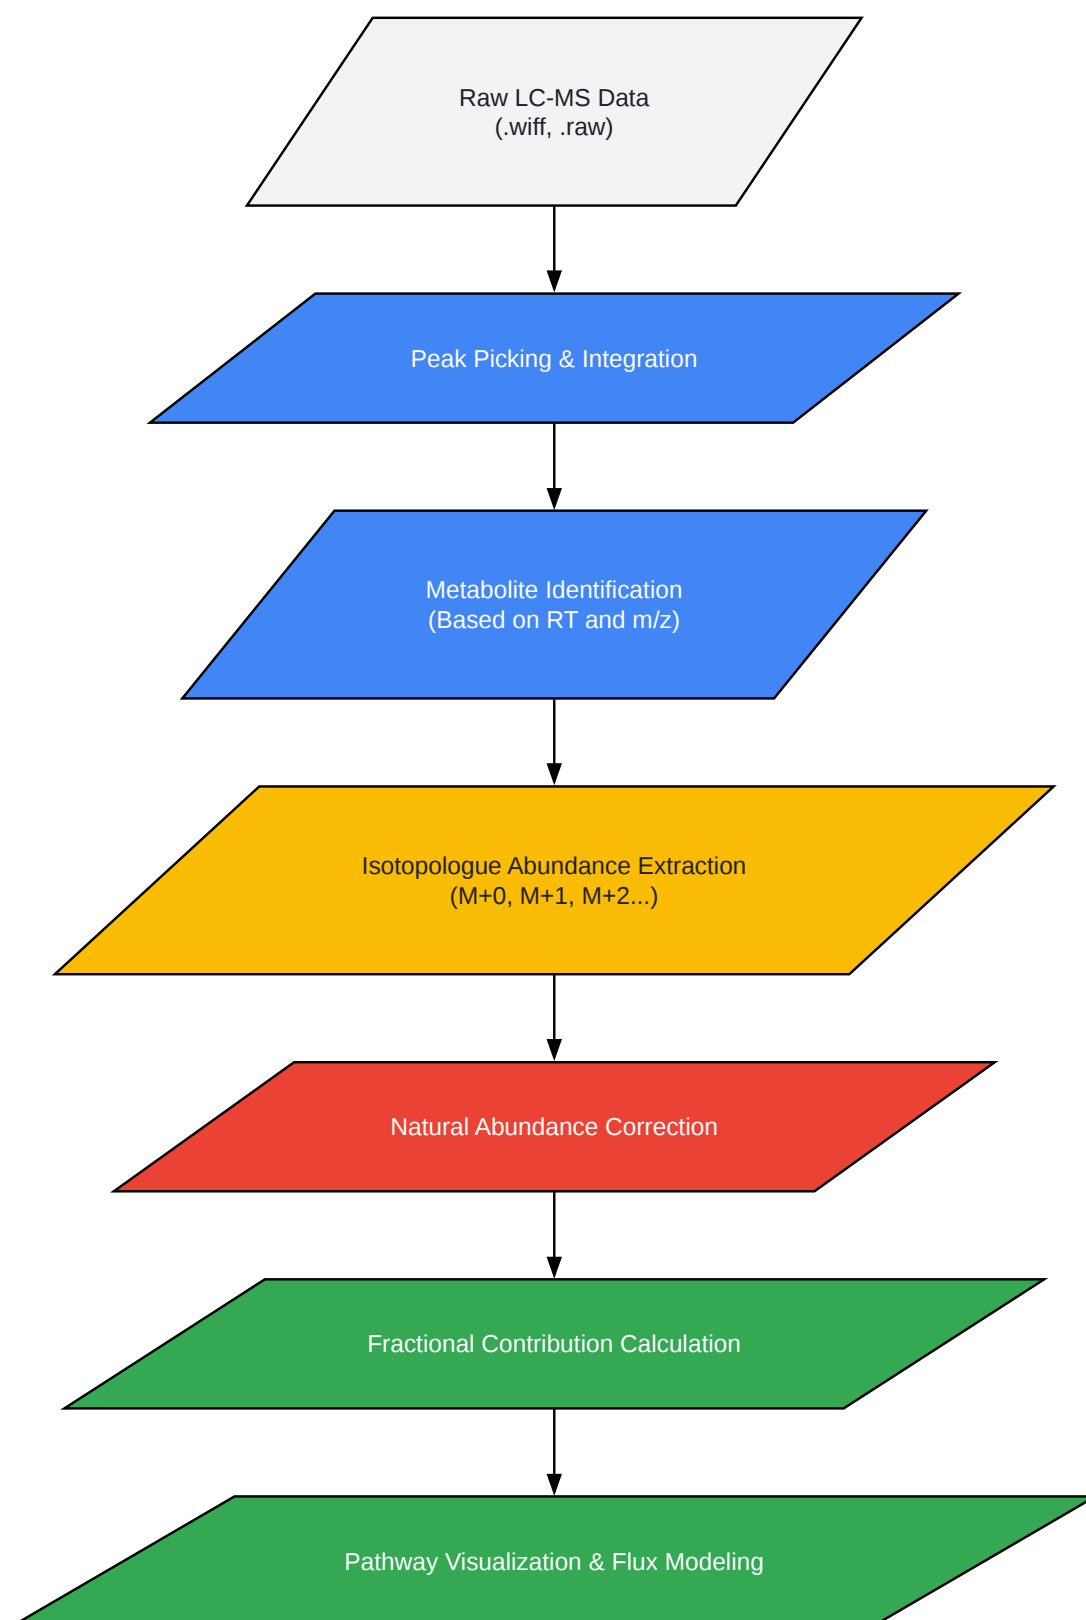 Raw LC-MS Data
(.wiff, .raw)
Peak Picking & Integration
Metabolite Identification
(Based on RT and m/z)
Isotopologue Abundance Extraction
(M+0, M+1, M+2...)
Natural Abundance Correction
Fractional Contribution Calculation
Pathway Visualization & Flux Modeling